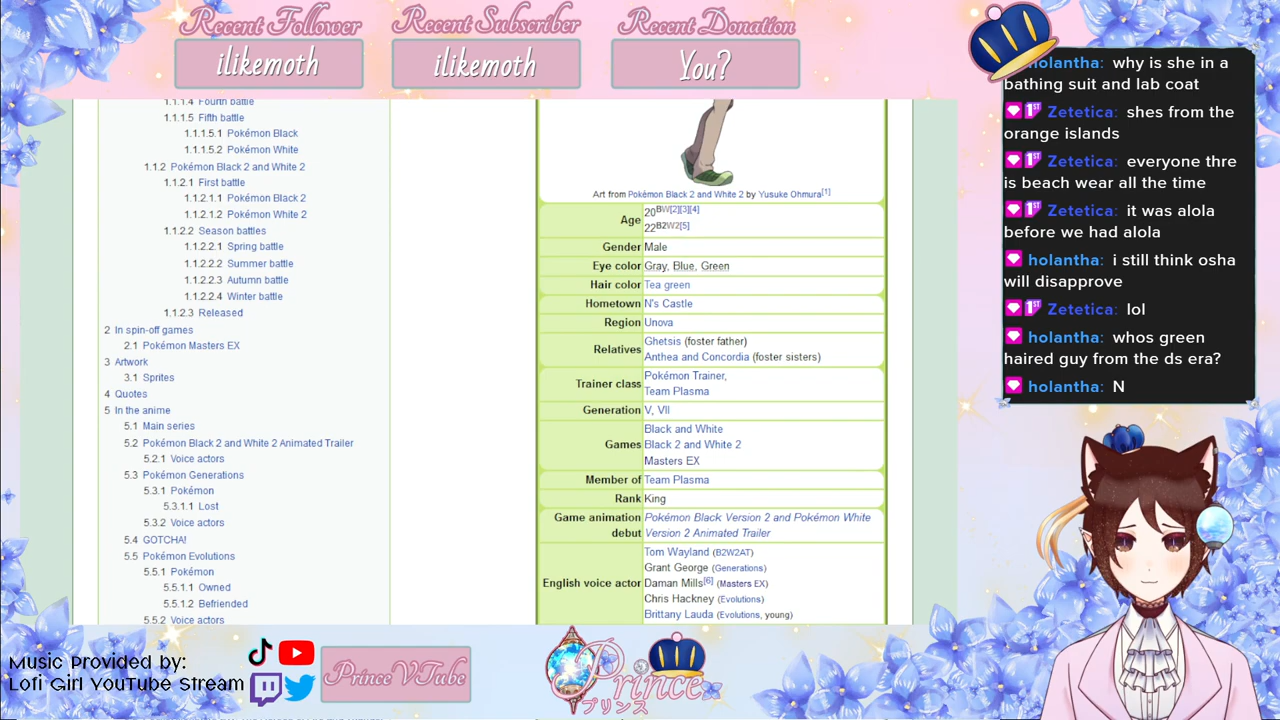 Recent Follower
Recent Subscriber
Recent Donation
ilikemoth
ilikemoth
You?
1.1.1.4 Fourth battle
1.1.1.5 Fifth battle
1.1.1.5.1 Pokémon Black
1.1.1.5.2 Pokémon White
1.1.2 Pokémon Black 2 and White 2
1.1.2.1 First battle
1.1.2.1.1 Pokémon Black 2
1.1.2.1.2 Pokémon White 2
1.1.2.2 Season battles
1.1.2.2.1 Spring battle
1.1.2.2.2 Summer battle
1.1.2.2.3 Autumn battle
1.1.2.2.4 Winter battle
1.1.2.3 Released
2 In spin-off games
2.1 Pokémon Masters EX
3 Artwork
3.1 Sprites
4 Quotes
5 In the anime
5.1 Main series
5.2 Pokémon Black 2 and White 2 Animated Trailer
5.2.1 Voice actors
5.3 Pokémon Generations
5.3.1 Pokémon
5.3.1.1 Lost
5.3.2 Voice actors
5.4 GOTCHA!
5.5 Pokémon Evolutions
5.5.1 Pokémon
5.5.1.1 Owned
5.5.1.2 Befriended
5.5.2 Voice actors
Art from Pokémon Black 2 and White 2 by Yusuke Ohmura[1]
Age 20BW[2][3][4]
22B2W2[5]
Gender Male
Eye color Gray, Blue, Green
Hair color Tea green
Hometown N's Castle
Region Unova
Relatives Ghetsis (foster father)
Anthea and Concordia (foster sisters)
Trainer class Pokémon Trainer,
Team Plasma
Generation V, VII
Games Black and White
Black 2 and White 2
Masters EX
Member of Team Plasma
Rank King
Game animation debut Pokémon Black Version 2 and Pokémon White
Version 2 Animated Trailer
English voice actor Tom Wayland (B2W2AT)
Grant George (Generations)
Daman Mills[6] (Masters EX)
Chris Hackney (Evolutions)
Brittany Lauda (Evolutions, young)
holantha: why is she in a
bathing suit and lab coat
1ST Zetetica: shes from the
orange islands
1ST Zetetica: everyone thre
is beach wear all the time
1ST Zetetica: it was alola
before we had alola
holantha: i still think osha
will disapprove
1ST Zetetica: lol
holantha: whos green
haired guy from the ds era?
holantha: N
Music Provided by:
Lofi Girl YouTube Stream
Prince VTube
Prince
プリンス